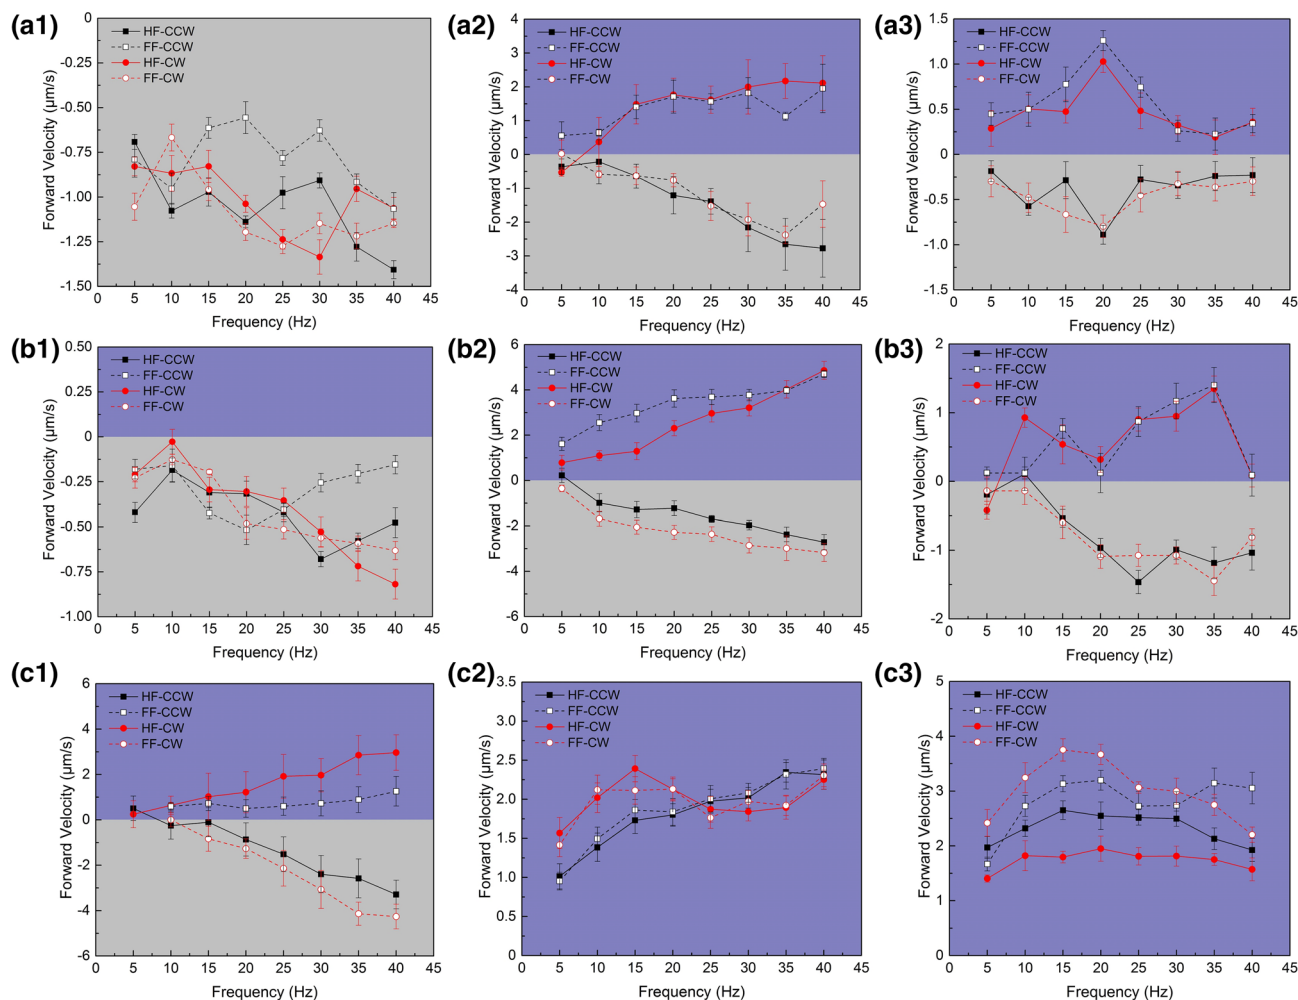 (a1)
0
-0.25
-0.50
-0.75
-1.00
-1.25
-1.50
Forward Velocity (μm/s)
HF-CCW
FF-CCW
HF-CW
FF-CW
0 5 10 15 20 25 30 35 40 45
Frequency (Hz)
(a2)
4
3
2
1
0
-1
-2
-3
-4
Forward Velocity (μm/s)
HF-CCW
FF-CCW
HF-CW
FF-CW
0 5 10 15 20 25 30 35 40 45
Frequency (Hz)
(a3)
1.5
1.0
0.5
0
-0.5
-1.0
-1.5
Forward Velocity (μm/s)
HF-CCW
FF-CCW
HF-CW
FF-CW
0 5 10 15 20 25 30 35 40 45
Frequency (Hz)
(b1)
0.50
0.25
0
-0.25
-0.50
-0.75
-1.00
Forward Velocity (μm/s)
HF-CCW
FF-CCW
HF-CW
FF-CW
0 5 10 15 20 25 30 35 40 45
Frequency (Hz)
(b2)
6
4
2
0
-2
-4
-6
Forward Velocity (μm/s)
HF-CCW
FF-CCW
HF-CW
FF-CW
0 5 10 15 20 25 30 35 40 45
Frequency (Hz)
(b3)
2
1
0
-1
-2
Forward Velocity (μm/s)
HF-CCW
FF-CCW
HF-CW
FF-CW
0 5 10 15 20 25 30 35 40 45
Frequency (Hz)
(c1)
6
4
2
0
-2
-4
-6
Forward Velocity (μm/s)
HF-CCW
FF-CCW
HF-CW
FF-CW
0 5 10 15 20 25 30 35 40 45
Frequency (Hz)
(c2)
3.5
3.0
2.5
2.0
1.5
1.0
0.5
0
Forward Velocity (μm/s)
HF-CCW
FF-CCW
HF-CW
FF-CW
0 5 10 15 20 25 30 35 40 45
Frequency (Hz)
(c3)
5
4
3
2
1
0
Forward Velocity (μm/s)
HF-CCW
FF-CCW
HF-CW
FF-CW
0 5 10 15 20 25 30 35 40 45
Frequency (Hz)